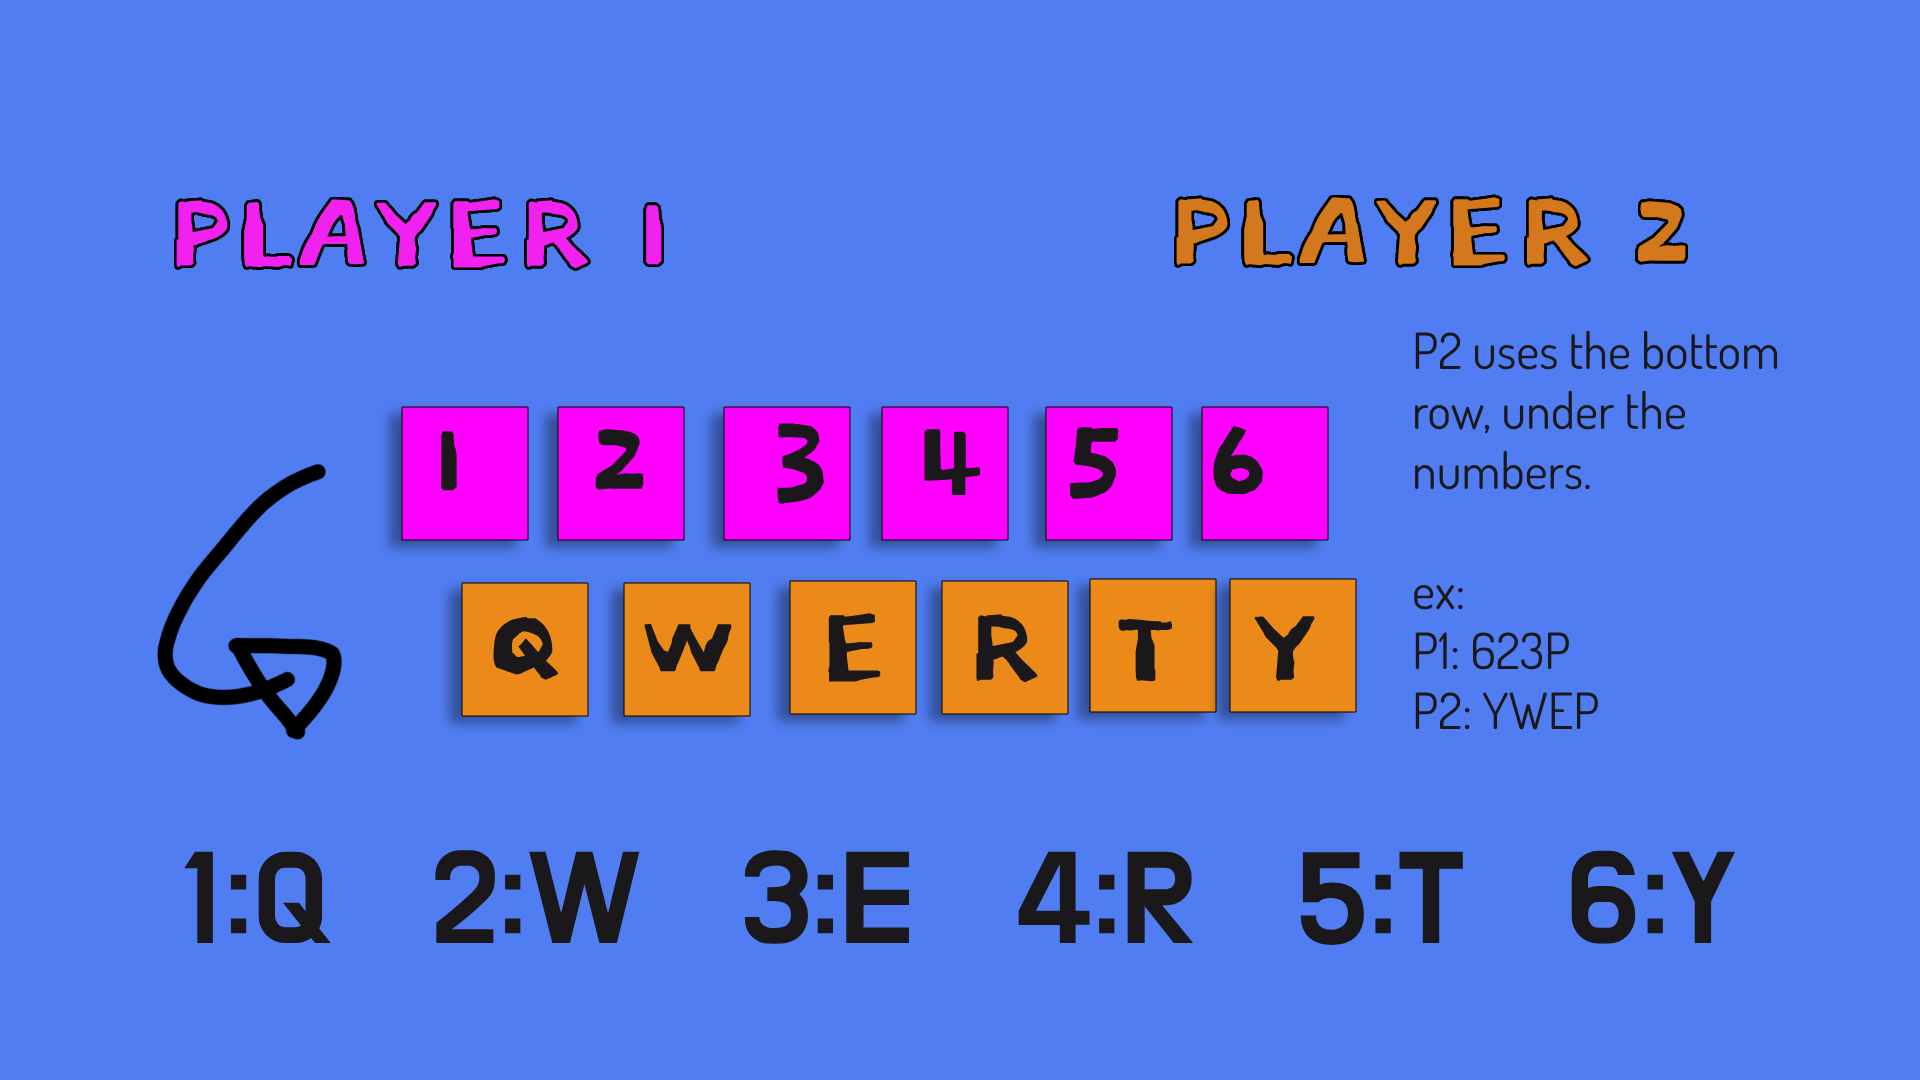 PLAYER 1
PLAYER 2
P2 uses the bottom
row, under the
numbers.
1 2 3 4 5 6
Q W E R T Y
ex:
P1: 623P
P2: YWEP
1:Q 2:W 3:E 4:R 5:T 6:Y